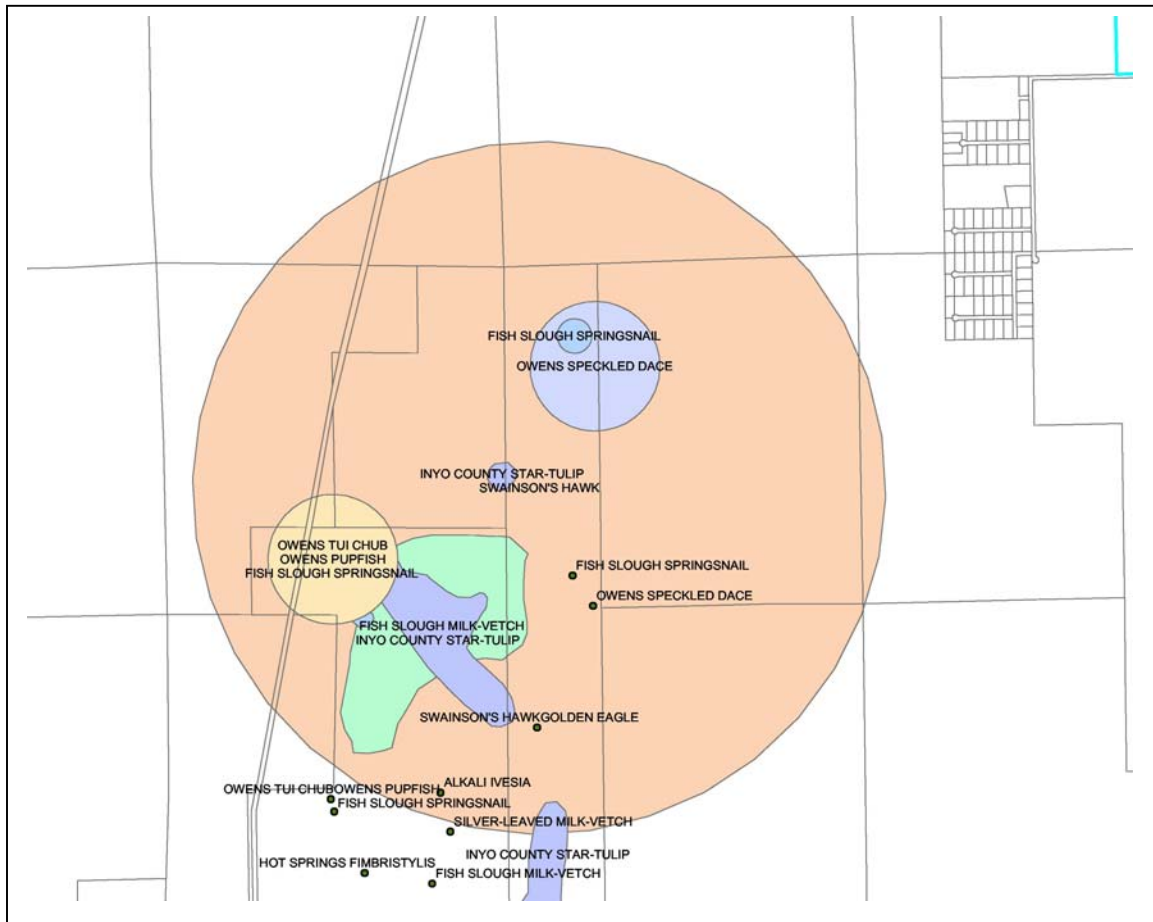 FISH SLOUGH SPRINGSNAIL
OWENS SPECKLED DACE
INYO COUNTY STAR-TULIP
SWAINSON'S HAWK
OWENS TUI CHUB
OWENS PUPFISH
FISH SLOUGH SPRINGSNAIL
FISH SLOUGH SPRINGSNAIL
OWENS SPECKLED DACE
FISH SLOUGH MILK-VETCH
INYO COUNTY STAR-TULIP
SWAINSON'S HAWKGOLDEN EAGLE
ALKALI IVESIA
OWENS TUI CHUBOWENS PUPFISH
FISH SLOUGH SPRINGSNAIL
SILVER-LEAVED MILK-VETCH
INYO COUNTY STAR-TULIP
HOT SPRINGS FIMBRISTYLIS
FISH SLOUGH MILK-VETCH